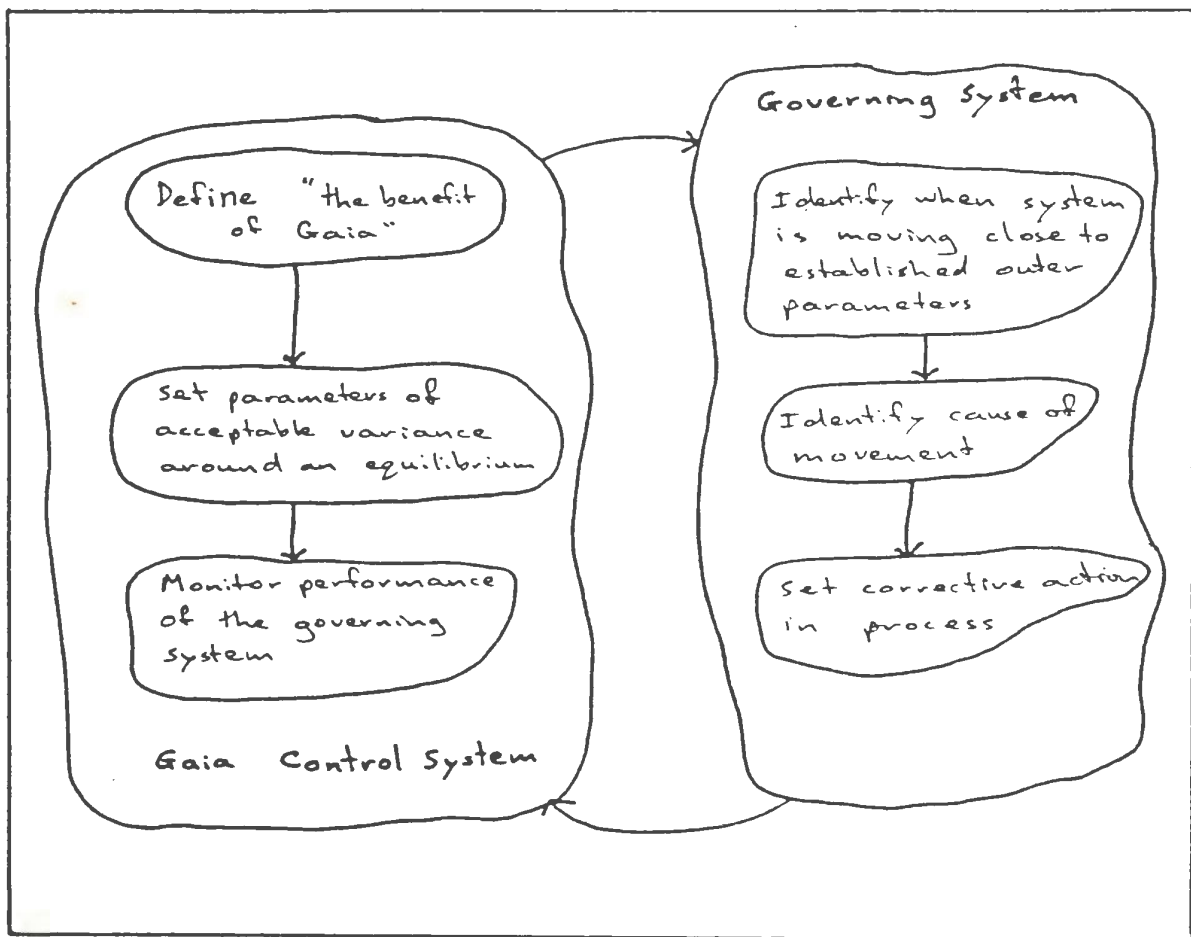 Define "the benefit
of Gaia"
set parameters of
acceptable variance
around an equilibrium
Monitor performance
of the governing
system
Gaia Control System
Governing System
Identify when system
is moving close to
established outer
parameters
Identify cause of
movement
set corrective action
in process